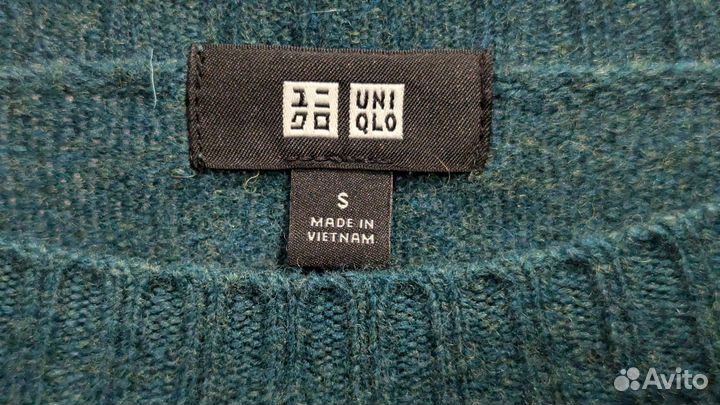 ユニ
クロ
UNI
QLO
S
MADE IN
VIETNAM
Avito